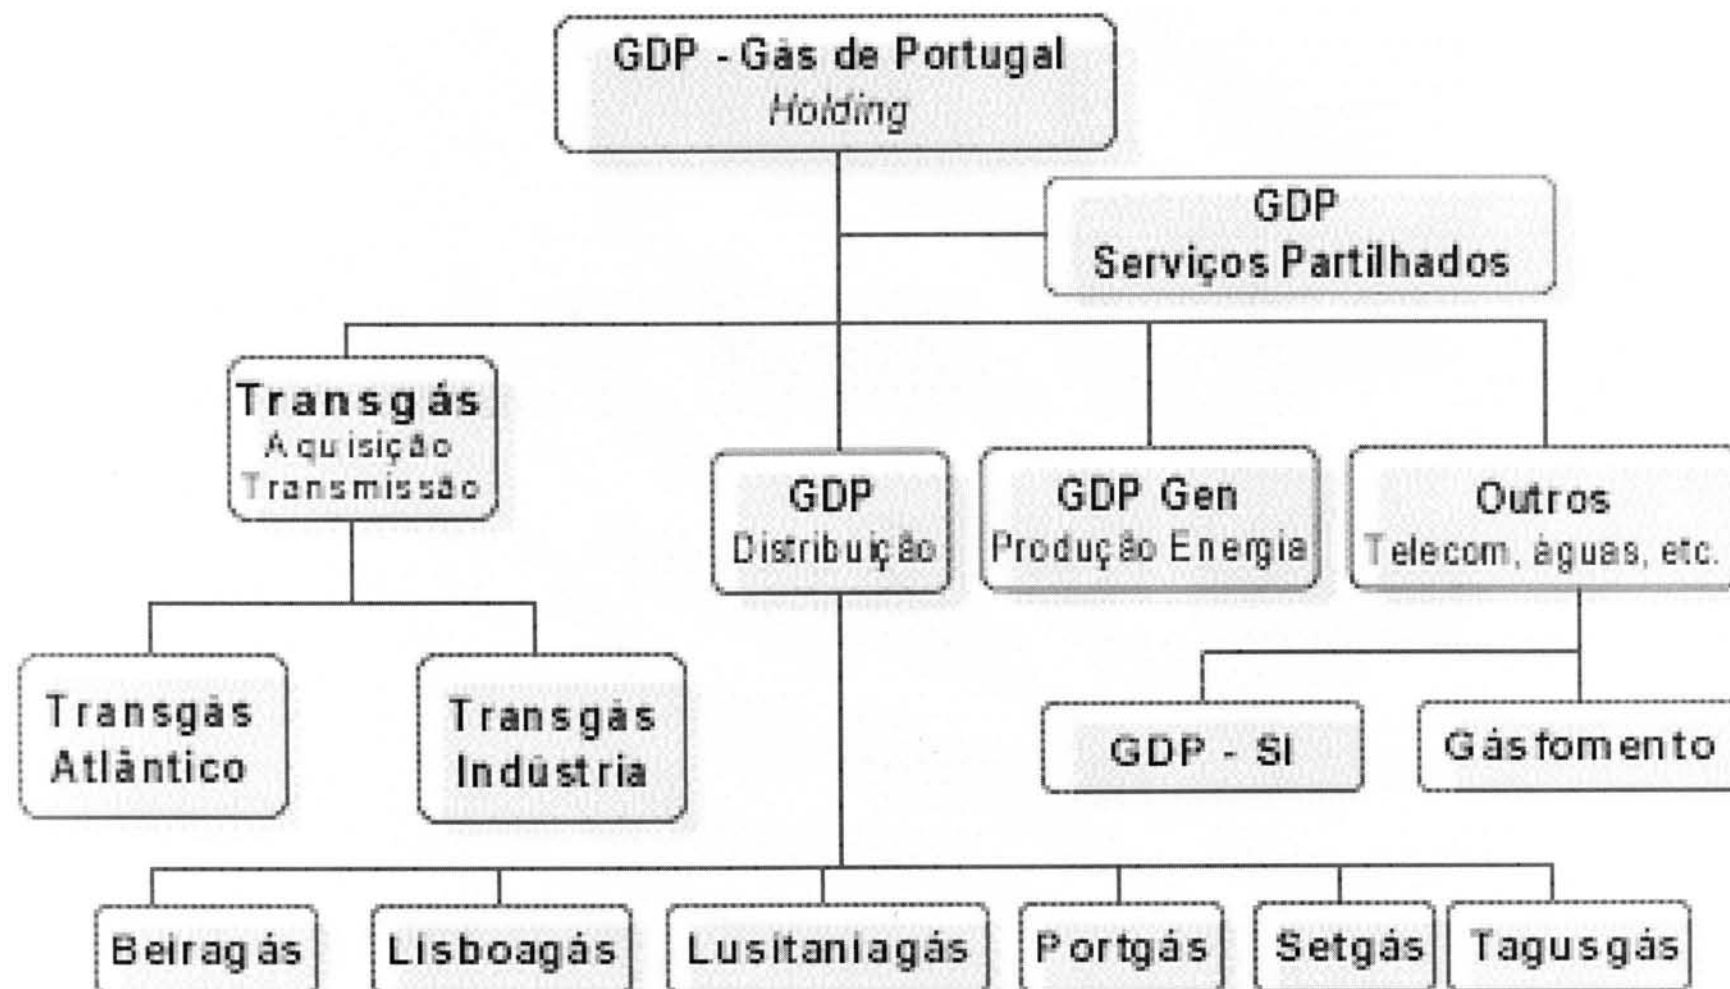 GDP - Gás de Portugal
Holding
GDP
Serviços Partilhados
Transgás
Aquisição
Transmissão
GDP
Distribuição
GDP Gen
Produção Energia
Outros
Telecom, águas, etc.
Transgás
Atlântico
Transgás
Indústria
GDP - SI
Gásfomento
Beiragás
Lisboagás
Lusitaniagás
Portgás
Setgás
Tagusgás